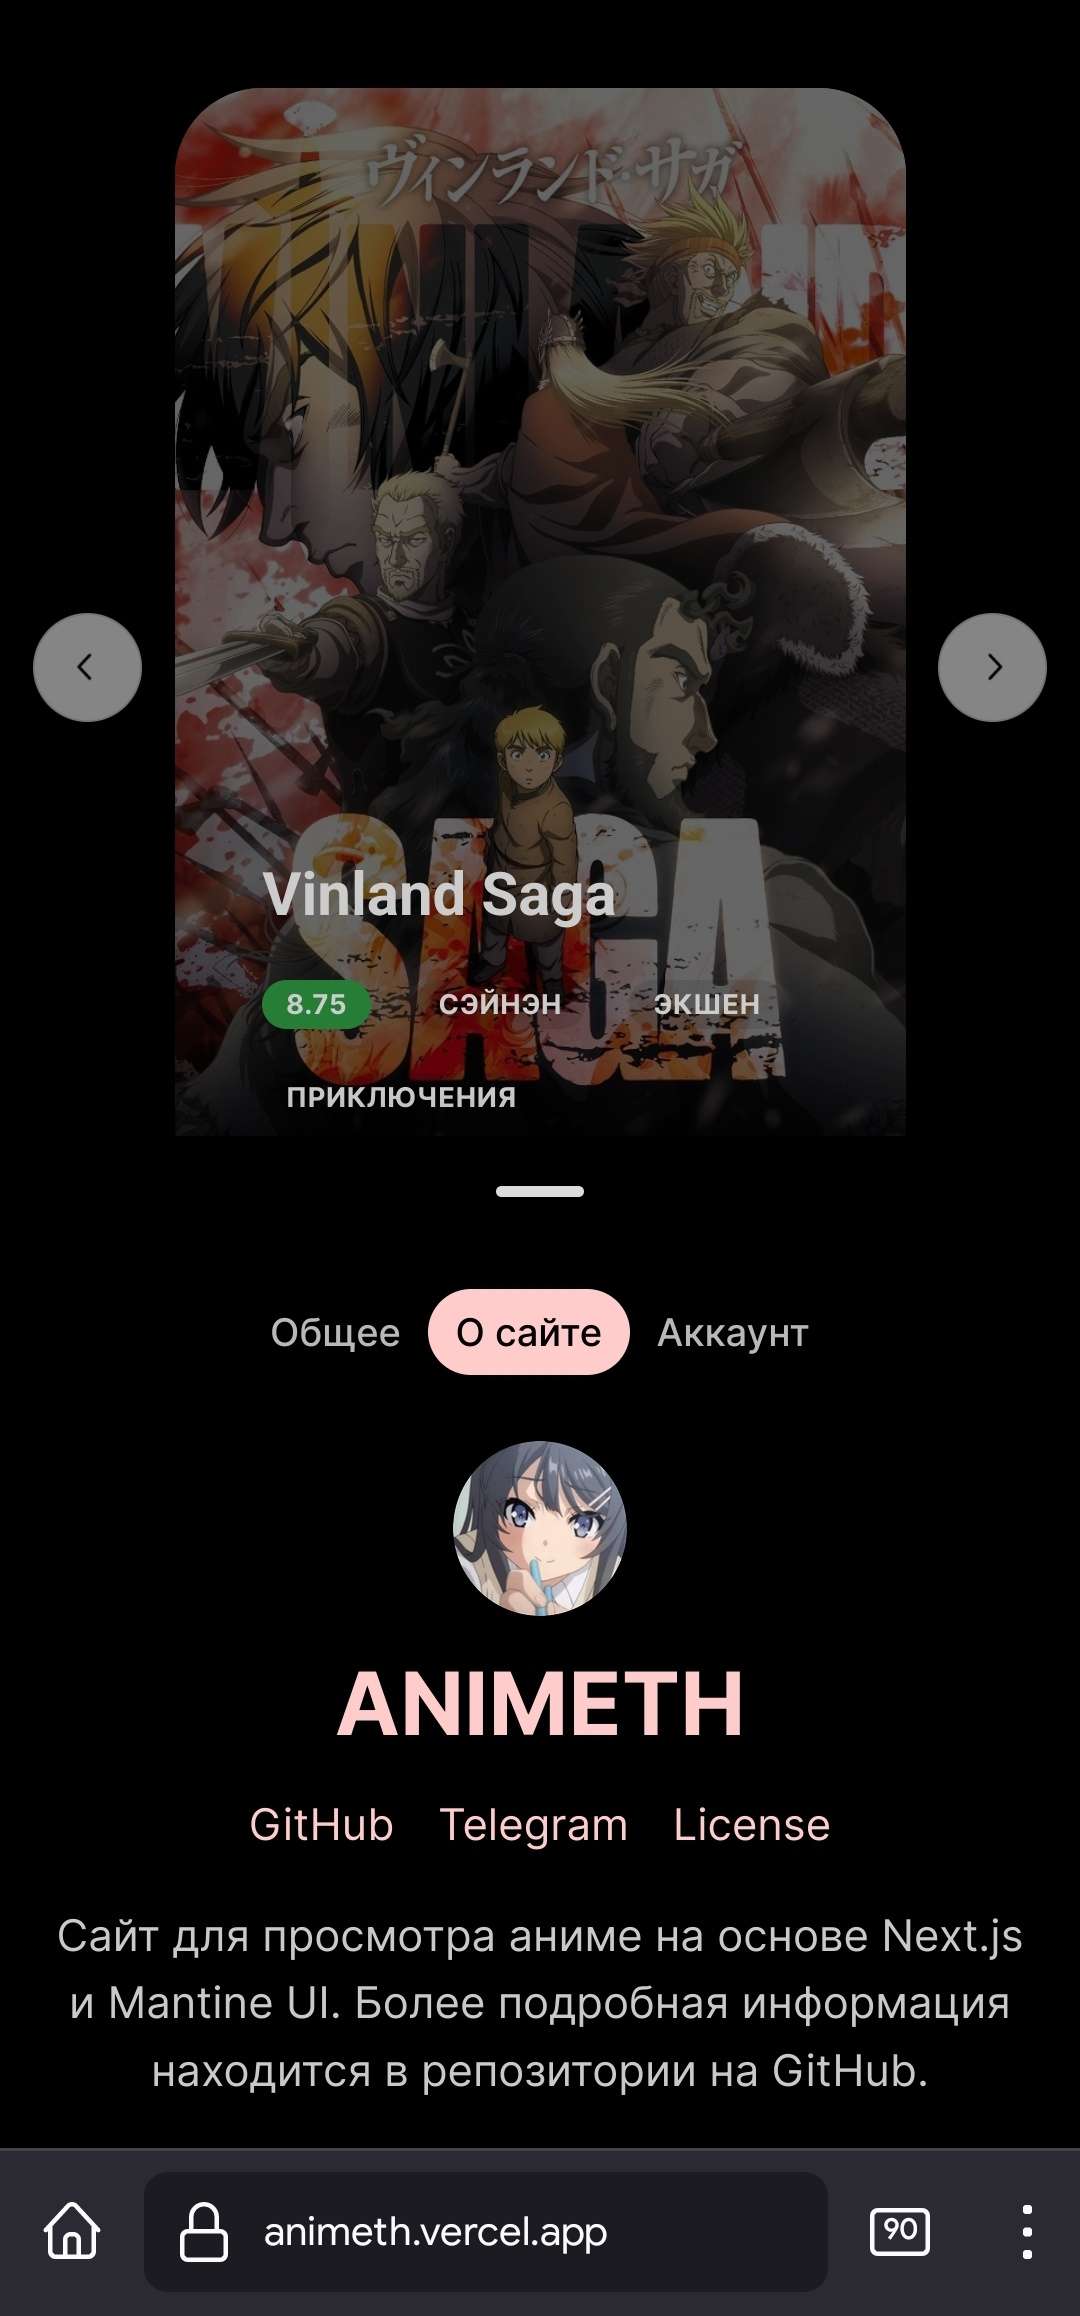 ヴィンランド・サガ
VINLAND
SAGA
Vinland Saga
8.75 СЭЙНЭН ЭКШЕН
ПРИКЛЮЧЕНИЯ
Общее О сайте Аккаунт
ANIMETH
GitHub Telegram License
Сайт для просмотра аниме на основе Next.js
и Mantine UI. Более подробная информация
находится в репозитории на GitHub.
animeth.vercel.app 90